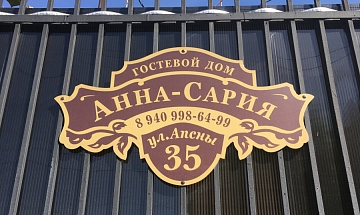 ГОСТЕВОЙ ДОМ
АННА-САРИЯ
8 940 998-64-99
ул.Апсны
35